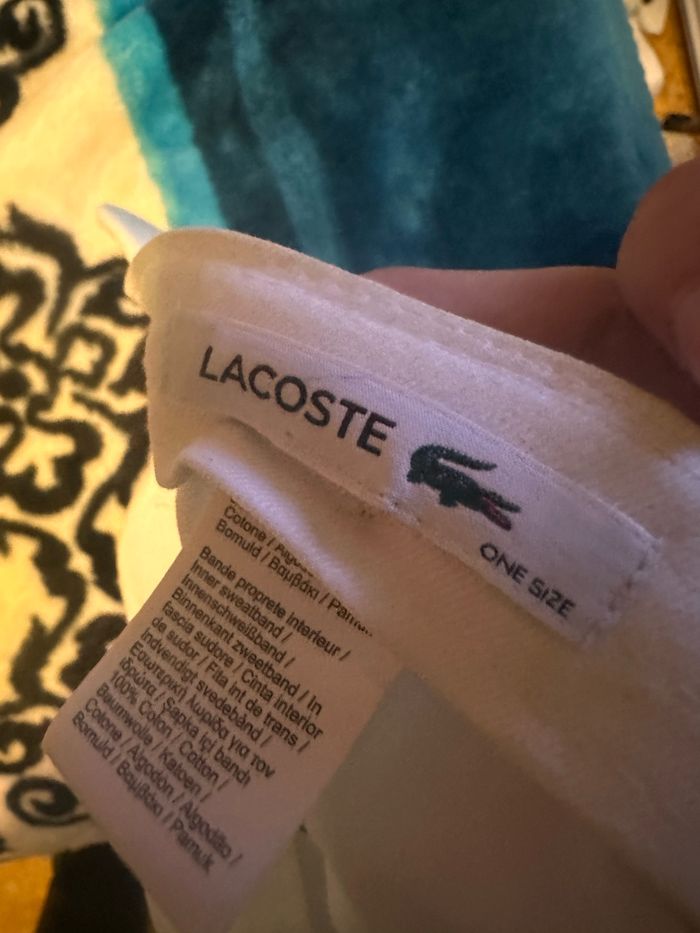 LACOSTE
ONE SIZE
Cotone /
Bomuld / Βαμβάκι / Pamuk
Bande propreté intérieur /
Inner sweatband /
Innenschweißband /
Binnenkant zweetband / In
fascia sudore / Cinta interior
de sudor / Fita int de trans /
Indvendigt svedebånd /
Εσωτερική λωρίδα για τον
ιδρώτα / Şapka içi bandı
100% Coton / Cotton /
Baumwolle / Katoen /
Cotone / Algodon / Algodão /
Bomuld / Βαμβάκι / Pamuk